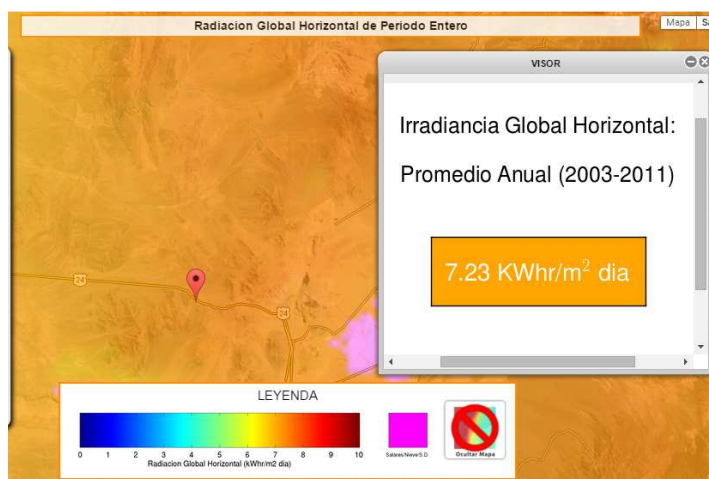 Radiacion Global Horizontal de Periodo Entero
Mapa
VISOR
Irradiancia Global Horizontal:
Promedio Anual (2003-2011)
7.23 KWhr/m² dia
24
24
LEYENDA
0 1 2 3 4 5 6 7 8 9 10
Radiacion Global Horizontal (kWhr/m2 dia)
Salares/Nieve/S.D.
Ocultar Mapa